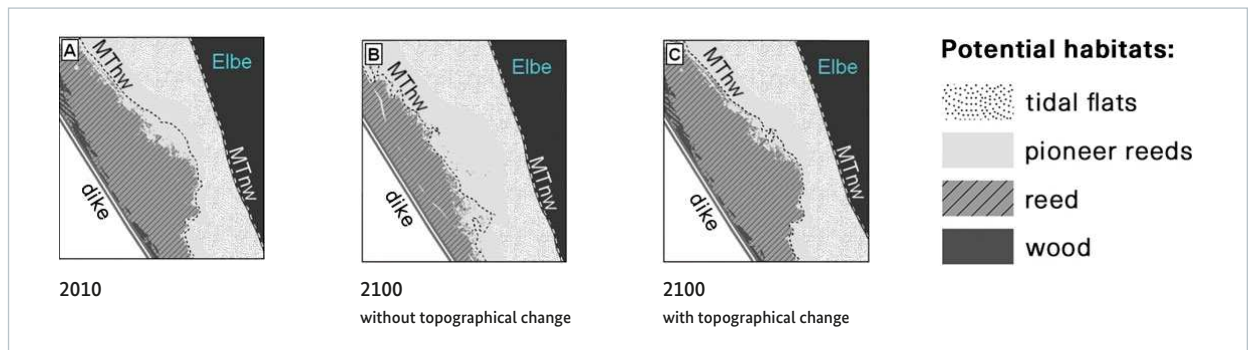 A
MThw
Elbe
MTnw
dike
2010
B
MThw
Elbe
MTnw
dike
2100
without topographical change
C
MThw
Elbe
MTnw
dike
2100
with topographical change
Potential habitats:
tidal flats
pioneer reeds
reed
wood